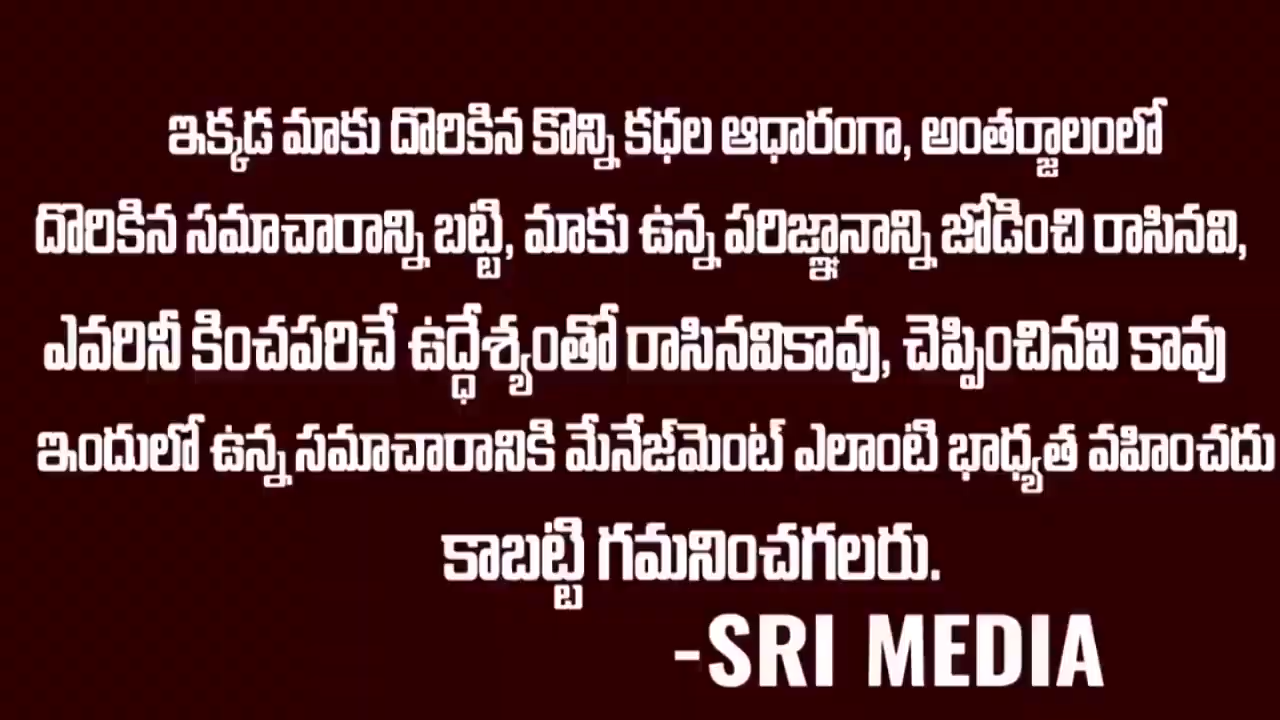 ఇక్కడ మాకు దొరికిన కొన్ని కధల ఆధారంగా, అంతర్జాలంలో
దొరికిన సమాచారాన్ని బట్టి, మాకు ఉన్న పరిజ్ఞానాన్ని జోడించి రాసినవి,
ఎవరినీ కించపరిచే ఉద్ధేశ్యంతో రాసినవికావు, చెప్పించినవి కావు
ఇందులో ఉన్న సమాచారానికి మేనేజ్‌మెంట్ ఎలాంటి భాధ్యత వహించదు
కాబట్టి గమనించగలరు.
-SRI MEDIA